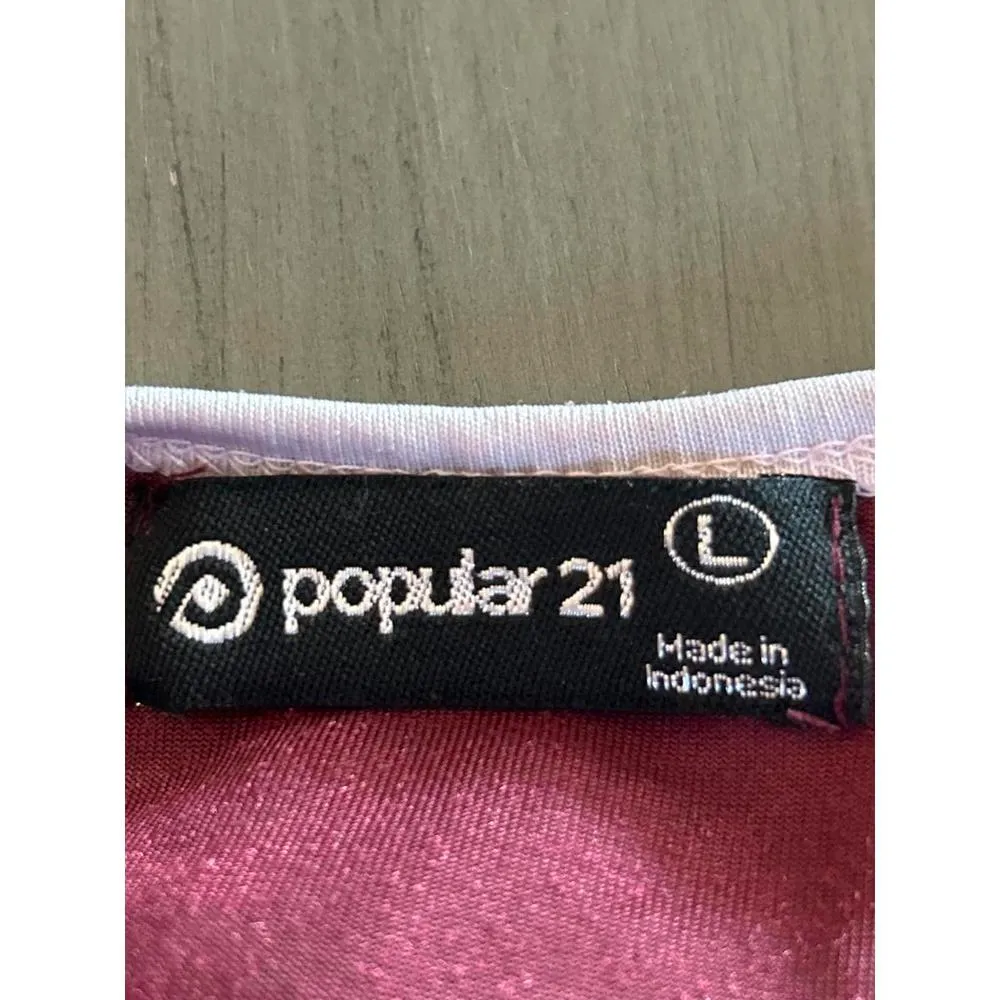 popular 21
L
Made in
Indonesia